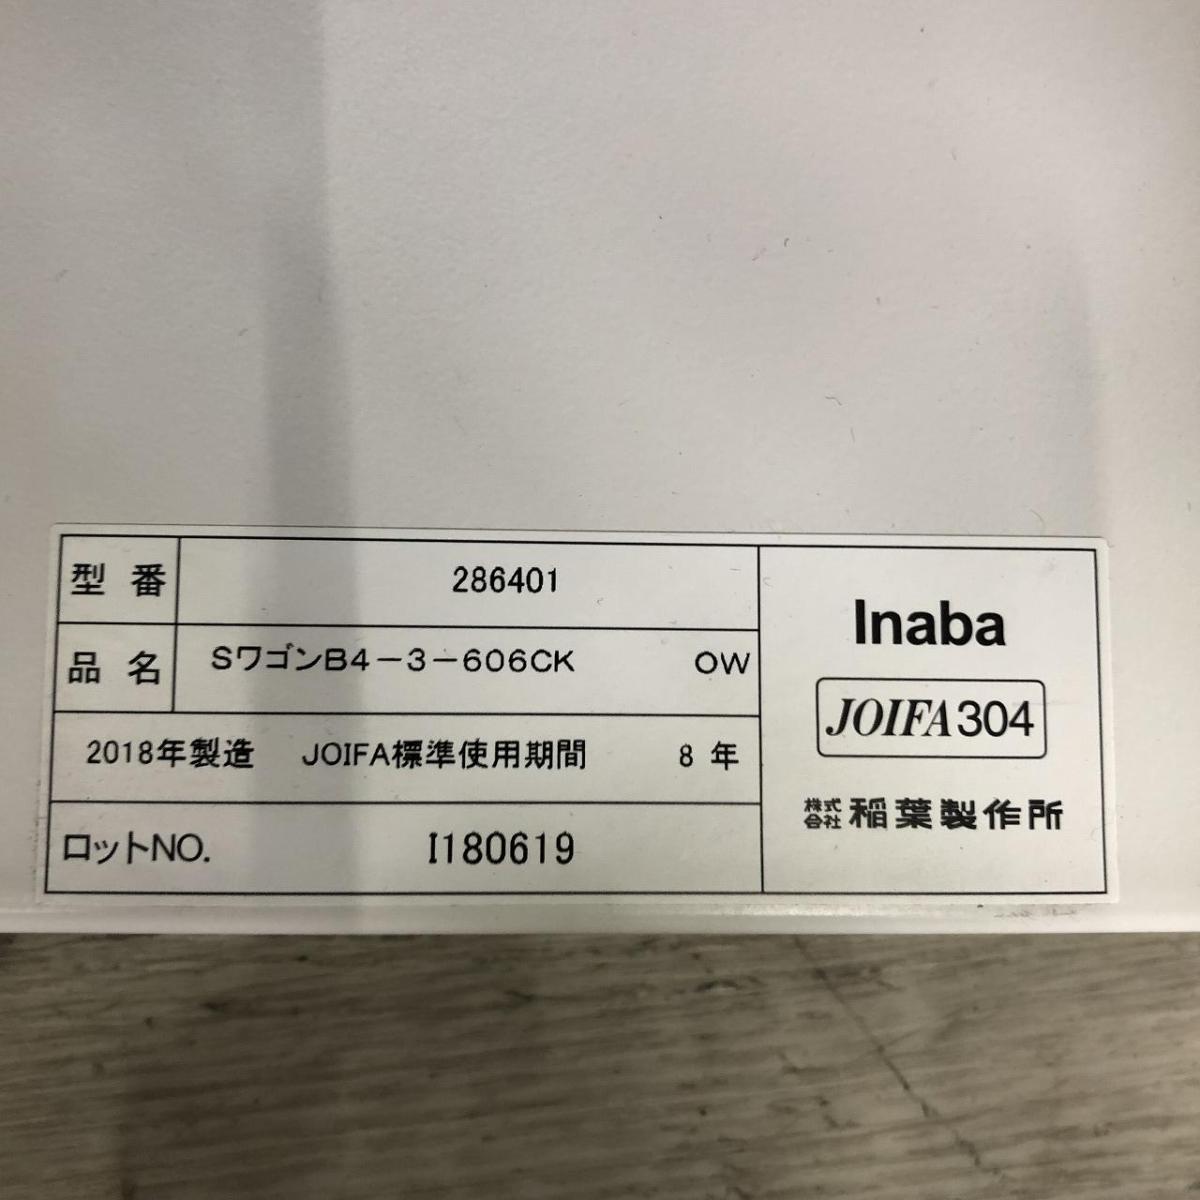 型番 286401
品名 SワゴンB4-3-606CK OW
2018年製造 JOIFA標準使用期間 8年
ロットNO. I180619
Inaba
JOIFA304
株式会社 稲葉製作所